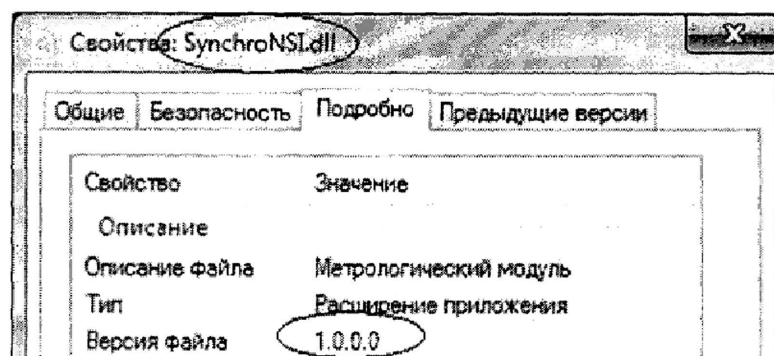 Свойства: SynchroNSI.dll
Общие Безопасность Подробно Предыдущие версии
Свойство Значение
Описание
Описание файла Метрологический модуль
Тип Расширение приложения
Версия файла 1.0.0.0